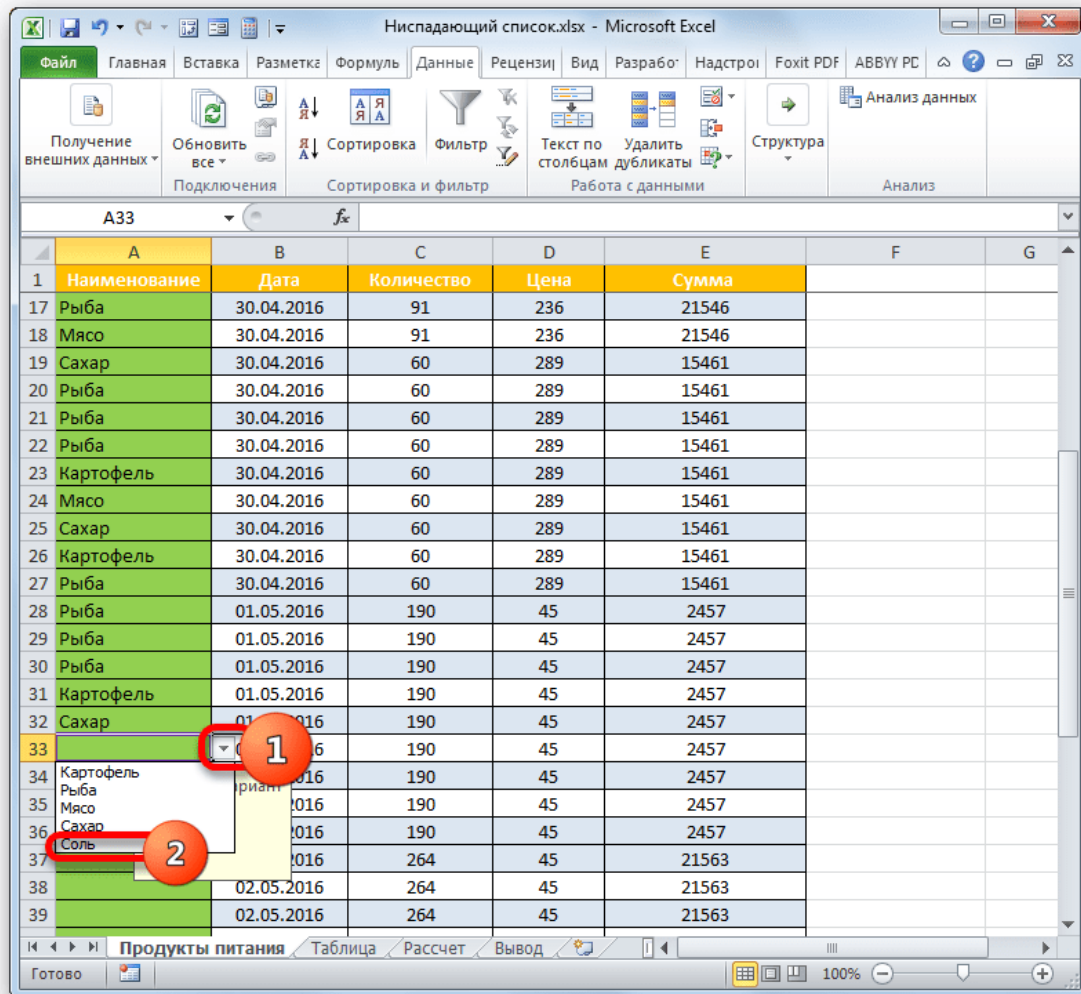 Ниспадающий список.xlsx - Microsoft Excel
Файл Главная Вставка Разметка Формуль Данные Рецензи Вид Разработ Надстрої Foxit PDF ABBYY PD
Получение внешних данных
Обновить все
Сортировка
Фильтр
Текст по столбцам
Удалить дубликаты
Структура
Анализ данных
Подключения Сортировка и фильтр Работа с данными Анализ
A33 fx
A B C D E F G
1 Наименование Дата Количество Цена Сумма
17 Рыба 30.04.2016 91 236 21546
18 Мясо 30.04.2016 91 236 21546
19 Сахар 30.04.2016 60 289 15461
20 Рыба 30.04.2016 60 289 15461
21 Рыба 30.04.2016 60 289 15461
22 Рыба 30.04.2016 60 289 15461
23 Картофель 30.04.2016 60 289 15461
24 Мясо 30.04.2016 60 289 15461
25 Сахар 30.04.2016 60 289 15461
26 Картофель 30.04.2016 60 289 15461
27 Рыба 30.04.2016 60 289 15461
28 Рыба 01.05.2016 190 45 2457
29 Рыба 01.05.2016 190 45 2457
30 Рыба 01.05.2016 190 45 2457
31 Картофель 01.05.2016 190 45 2457
32 Сахар 01 016 190 45 2457
33 1 6 190 45 2457
34 016 190 45 2457
Картофель
Рыба
риант
35 2016 190 45 2457
Мясо
36 2016 190 45 2457
Сахар
Соль
2
37 2016 264 45 21563
38 02.05.2016 264 45 21563
39 02.05.2016 264 45 21563
Продукты питания Таблица Рассчет Вывод
Готово 100%